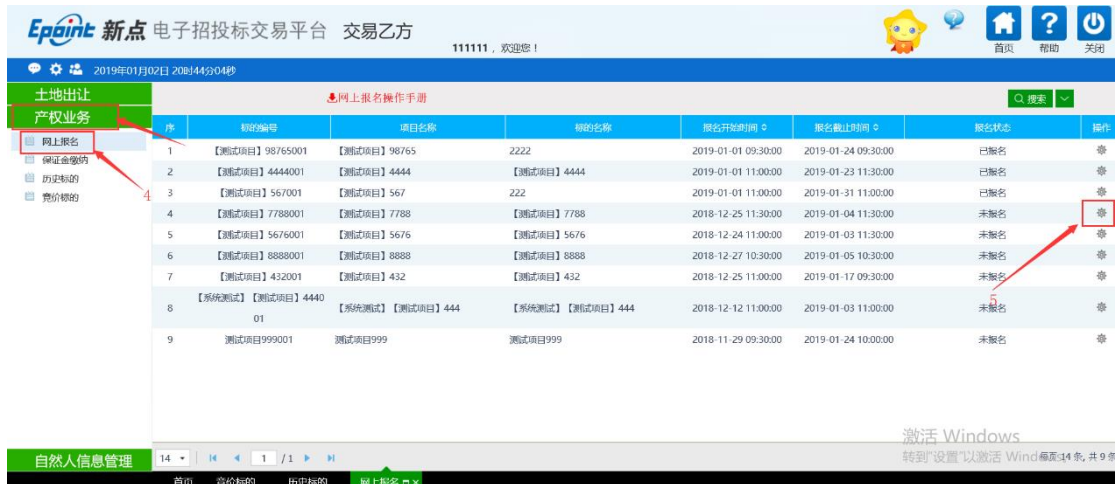 Epoint 新点 电子招投标交易平台 交易乙方
111111，欢迎您！
首页 帮助 关闭
2019年01月02日 20时44分04秒
土地出让
产权业务
网上报名
保证金缴纳
历史标的
竞价标的
4
网上报名操作手册
搜索
序 标的编号 项目名称 标的名称 报名开始时间 报名截止时间 报名状态 操作
1 【测试项目】98765001 【测试项目】98765 2222 2019-01-01 09:30:00 2019-01-24 09:30:00 已报名
2 【测试项目】4444001 【测试项目】4444 【测试项目】4444 2019-01-01 11:00:00 2019-01-23 11:30:00 已报名
3 【测试项目】567001 【测试项目】567 222 2019-01-01 11:00:00 2019-01-31 11:00:00 已报名
4 【测试项目】7788001 【测试项目】7788 【测试项目】7788 2018-12-25 11:30:00 2019-01-04 11:30:00 未报名
5 【测试项目】5676001 【测试项目】5676 【测试项目】5676 2018-12-24 11:00:00 2019-01-03 11:30:00 未报名
6 【测试项目】8888001 【测试项目】8888 【测试项目】8888 2018-12-27 10:30:00 2019-01-05 10:30:00 未报名
7 【测试项目】432001 【测试项目】432 【测试项目】432 2018-12-25 11:00:00 2019-01-17 09:30:00 未报名
5
8 【系统测试】【测试项目】4440 【系统测试】【测试项目】444 【系统测试】【测试项目】444 2018-12-12 11:00:00 2019-01-03 11:00:00 未报名
01
9 测试项目999001 测试项目999 测试项目999 2018-11-29 09:30:00 2019-01-24 10:00:00 未报名
激活 Windows
转到"设置"以激活 Wind
自然人信息管理
14 1 / 1
每页 14 条, 共 9 条
首页 竞价标的 历史标的 网上报名